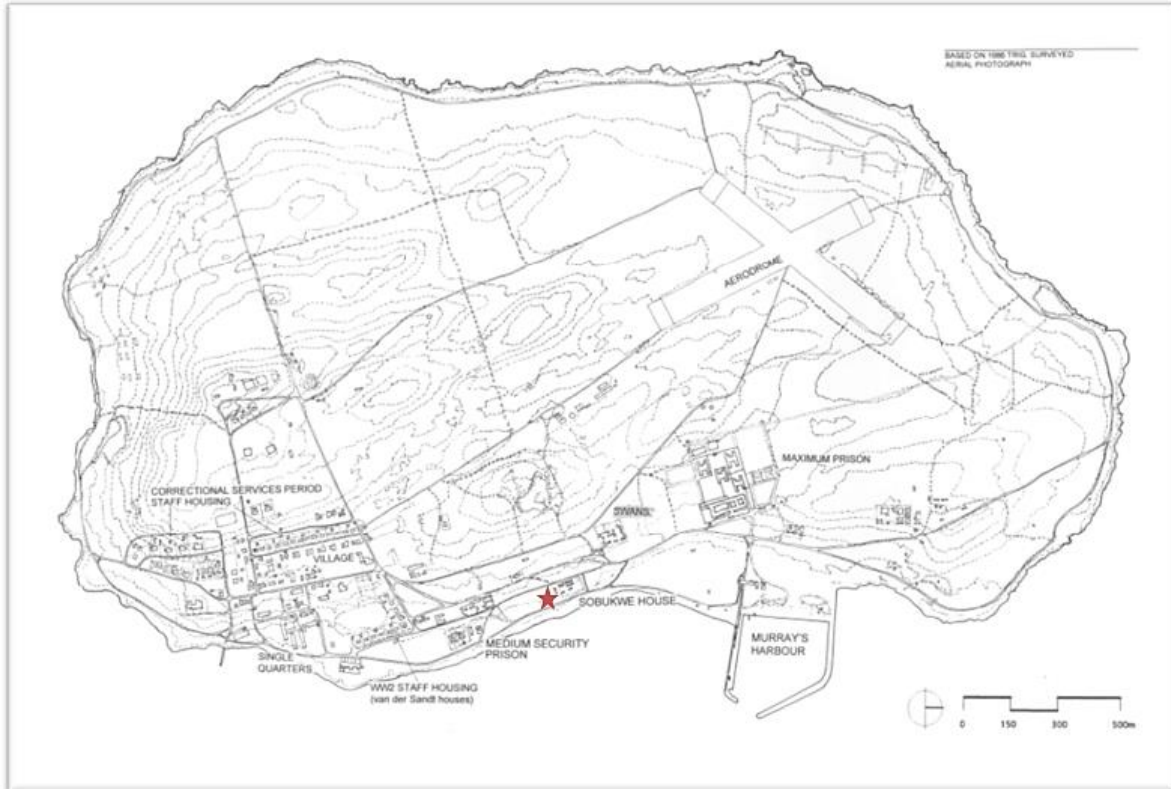 BASED ON 1986 TRIG. SURVEYED
AERIAL PHOTOGRAPH
AERODROME
MAXIMUM PRISON
CORRECTIONAL SERVICES PERIOD
STAFF HOUSING
SWANS
VILLAGE
SOBUKWE HOUSE
MEDIUM SECURITY
PRISON
MURRAY'S
HARBOUR
SINGLE
QUARTERS
WW2 STAFF HOUSING
(van der Sandt houses)
0 150 300 500m